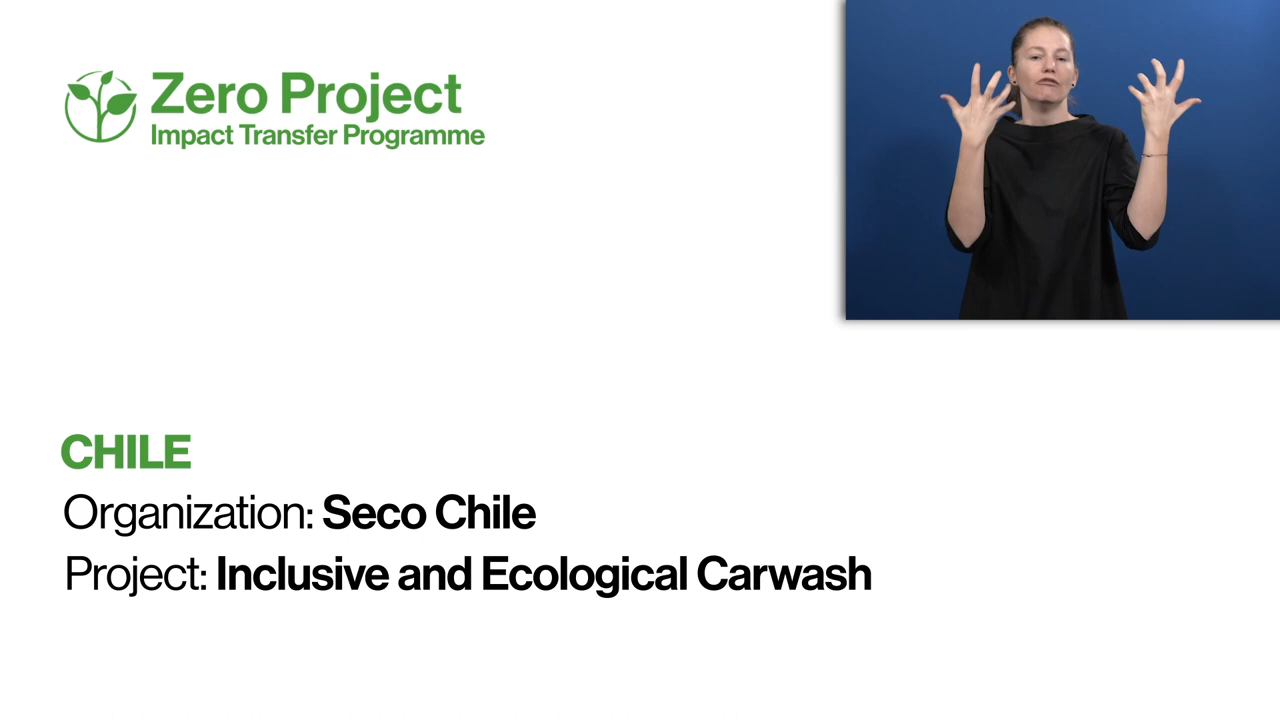 Zero Project
Impact Transfer Programme
CHILE
Organization: Seco Chile
Project: Inclusive and Ecological Carwash